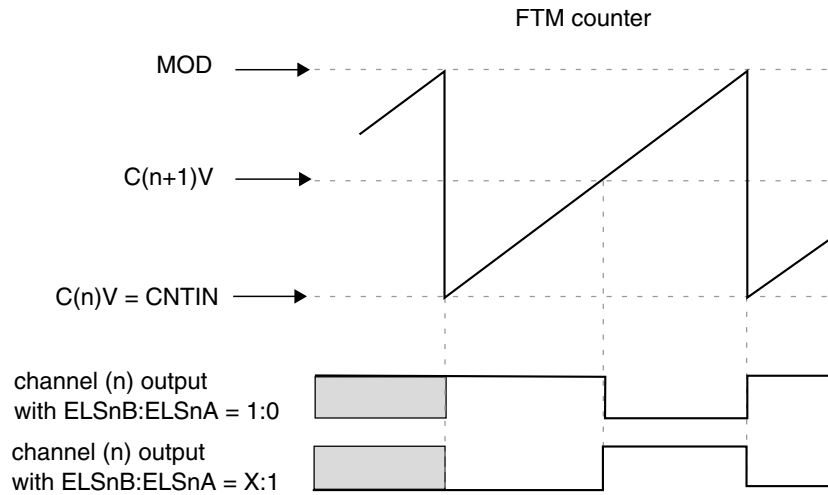 FTM counter
MOD
C(n+1)V
C(n)V = CNTIN
channel (n) output
with ELSnB:ELSnA = 1:0
channel (n) output
with ELSnB:ELSnA = X:1